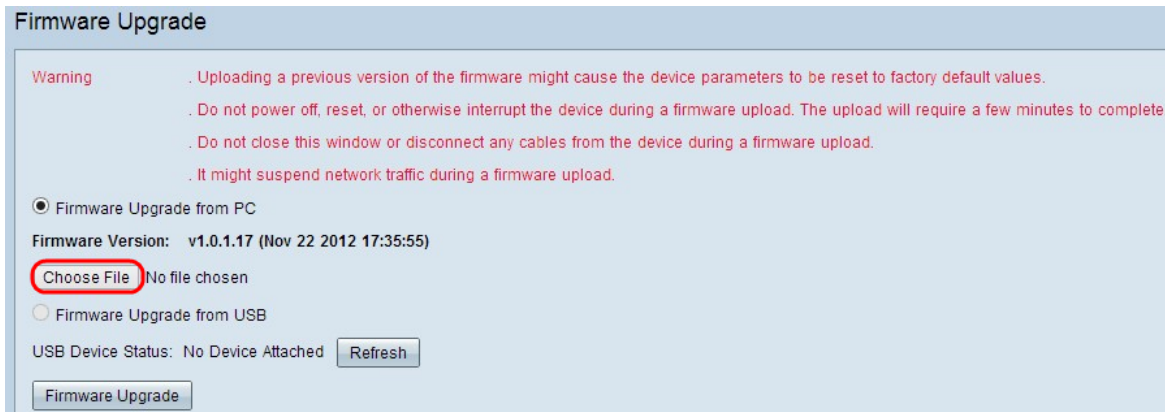 Firmware Upgrade
Warning . Uploading a previous version of the firmware might cause the device parameters to be reset to factory default values.
. Do not power off, reset, or otherwise interrupt the device during a firmware upload. The upload will require a few minutes to complete
. Do not close this window or disconnect any cables from the device during a firmware upload.
. It might suspend network traffic during a firmware upload.
Firmware Upgrade from PC
Firmware Version: v1.0.1.17 (Nov 22 2012 17:35:55)
Choose File No file chosen
Firmware Upgrade from USB
USB Device Status: No Device Attached Refresh
Firmware Upgrade